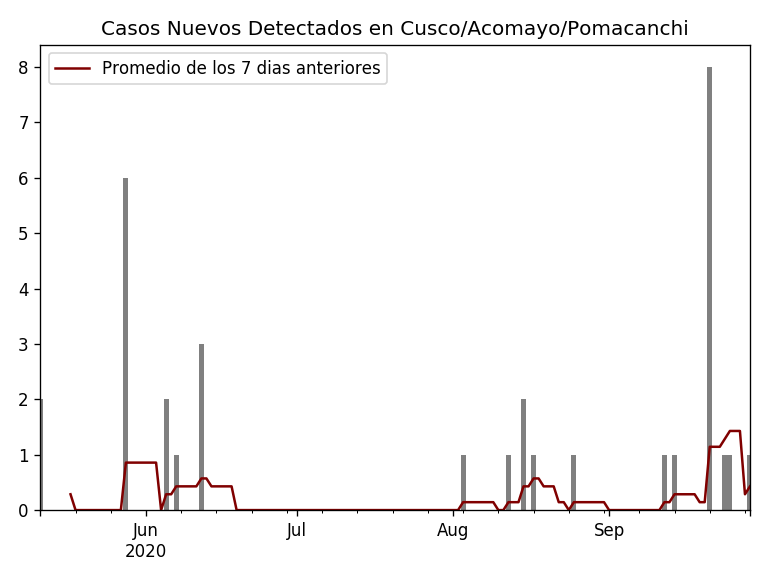 Casos Nuevos Detectados en Cusco/Acomayo/Pomacanchi
Promedio de los 7 dias anteriores
8
7
6
5
4
3
2
1
0
Jun
2020
Jul
Aug
Sep